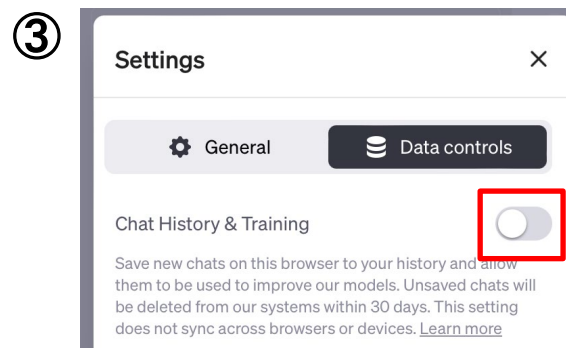 ③
Settings
General
Data controls
Chat History & Training
Save new chats on this browser to your history and allow
them to be used to improve our models. Unsaved chats will
be deleted from our systems within 30 days. This setting
does not sync across browsers or devices. Learn more